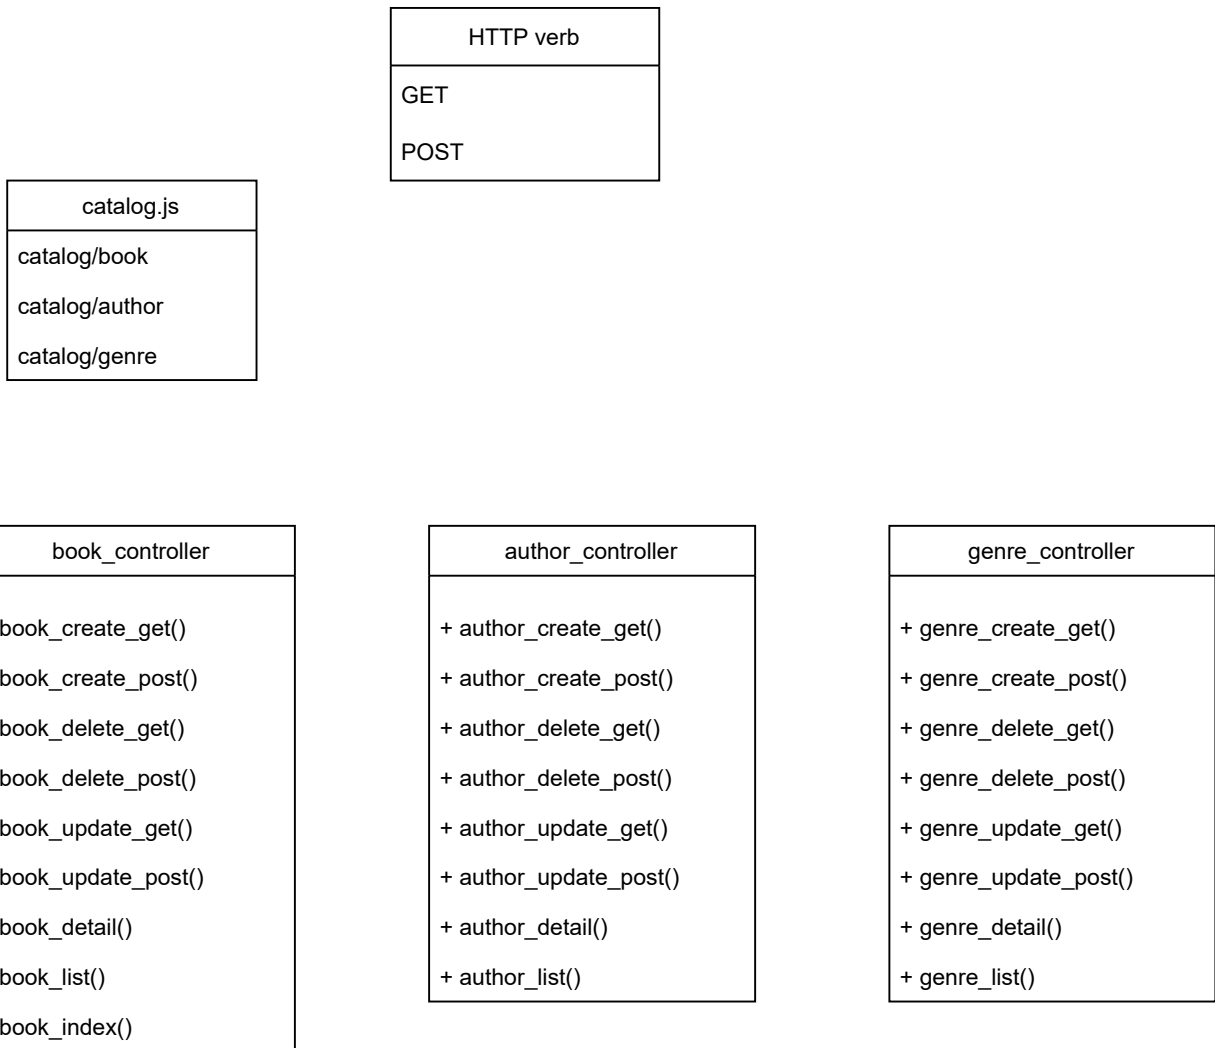 HTTP verb
GET
POST
catalog.js
catalog/book
catalog/author
catalog/genre
book_controller
book_create_get()
book_create_post()
book_delete_get()
book_delete_post()
book_update_get()
book_update_post()
book_detail()
book_list()
book_index()
author_controller
+ author_create_get()
+ author_create_post()
+ author_delete_get()
+ author_delete_post()
+ author_update_get()
+ author_update_post()
+ author_detail()
+ author_list()
genre_controller
+ genre_create_get()
+ genre_create_post()
+ genre_delete_get()
+ genre_delete_post()
+ genre_update_get()
+ genre_update_post()
+ genre_detail()
+ genre_list()